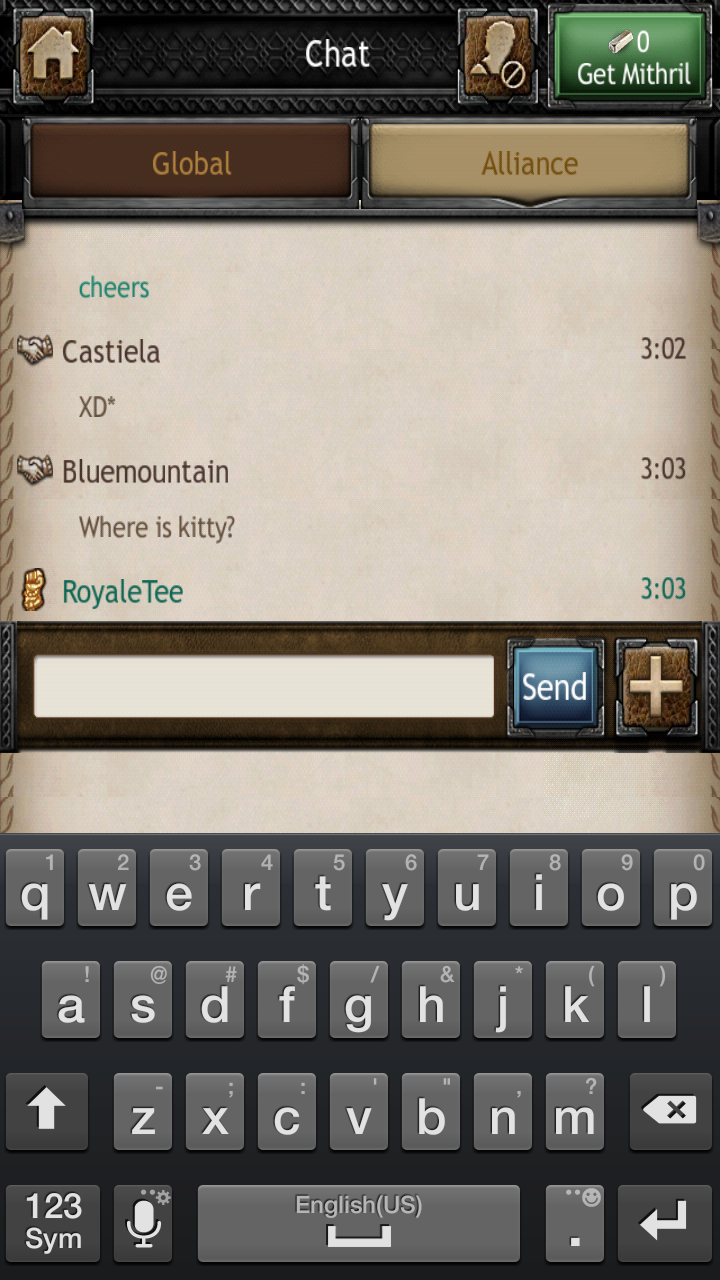 Chat
0
Get Mithril
Global
Alliance
cheers
Castiela 3:02
XD*
Bluemountain 3:03
Where is kitty?
RoyaleTee 3:03
Send
1 2 3 4 5 6 7 8 9 0
q w e r t y u i o p
! @ # $ / & * ( )
a s d f g h j k l
- ; : ' " , ?
z x c v b n m
123
Sym
English(US)
.